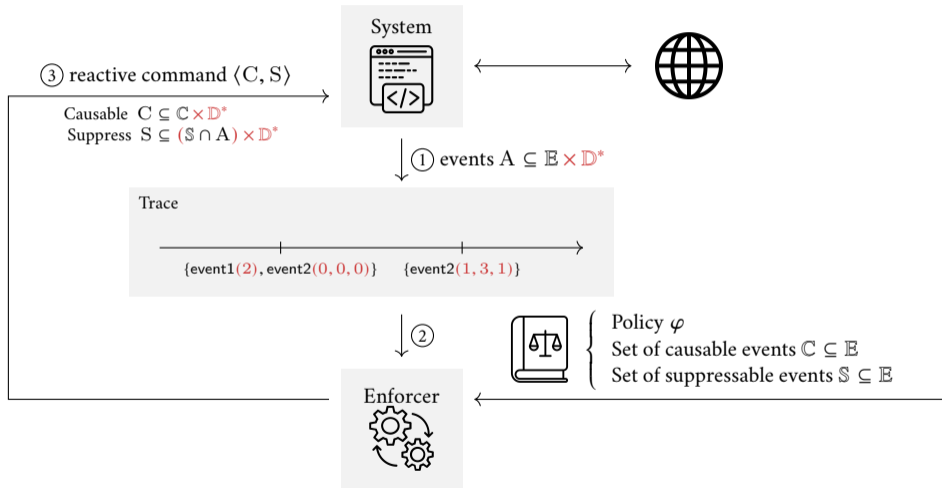 System
③ reactive command ⟨C, S⟩
Causable C ⊆ ℂ × 𝔻*
Suppress S ⊆ (𝕊 ∩ A) × 𝔻*
</>
① events A ⊆ 𝔼 × 𝔻*
Trace
{event1(2), event2(0, 0, 0)} {event2(1, 3, 1)}
②
Policy φ
Set of causable events ℂ ⊆ 𝔼
Set of suppressable events 𝕊 ⊆ 𝔼
Enforcer